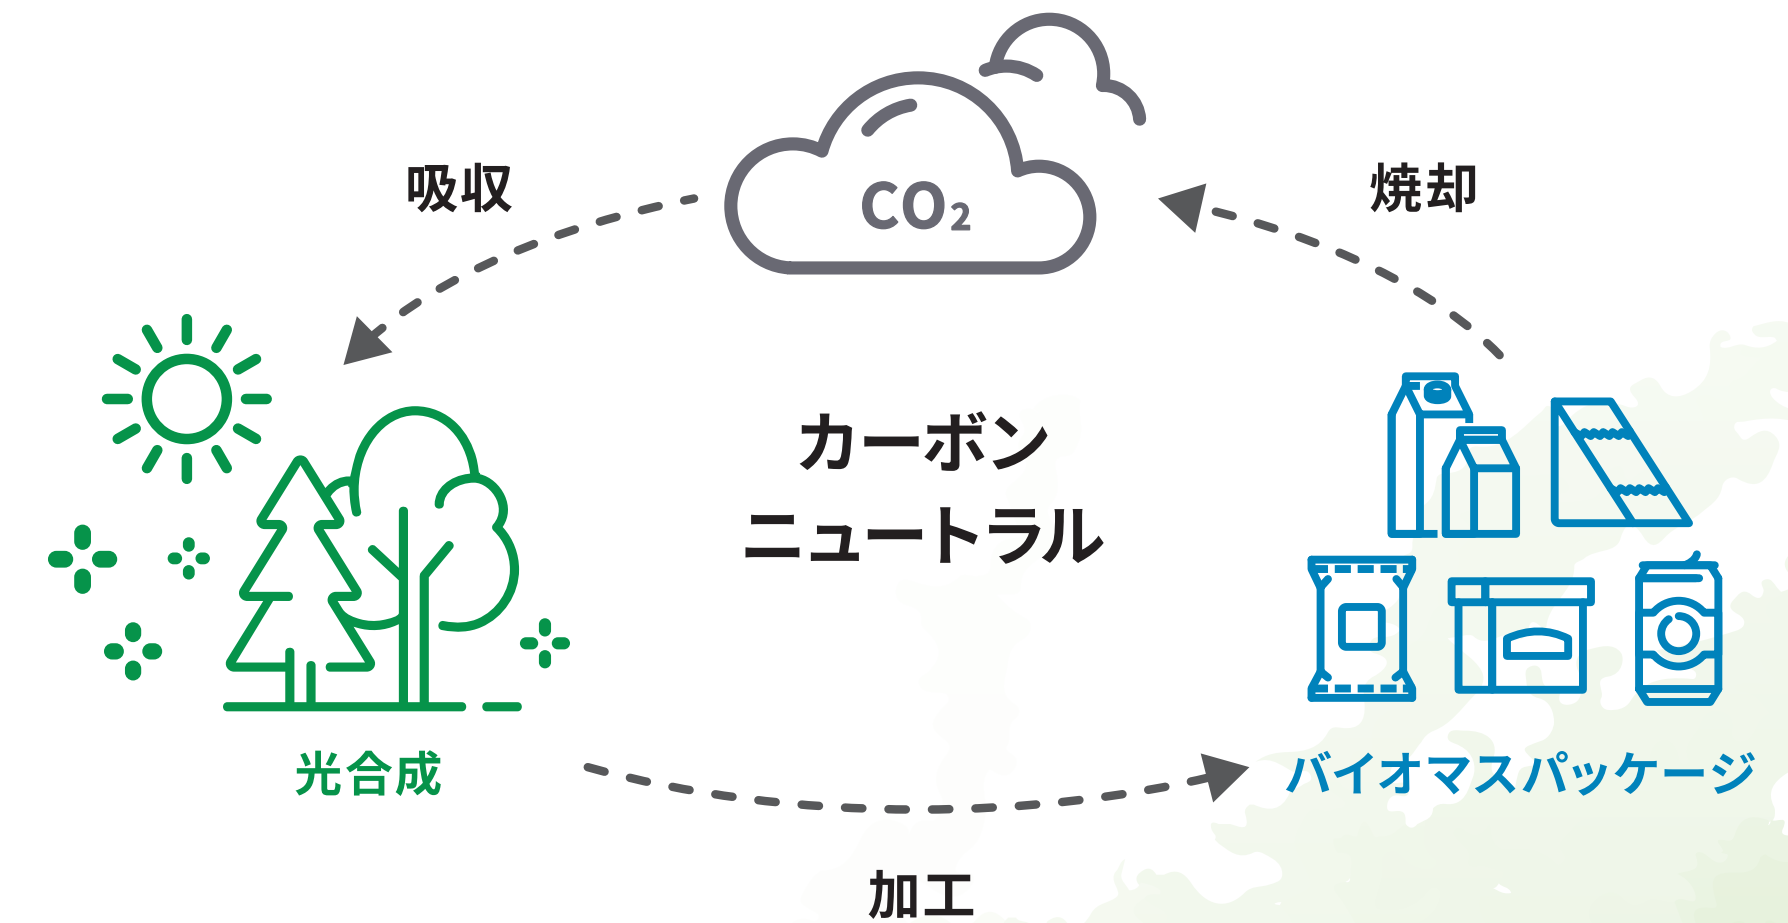 吸収
CO₂
焼却
カーボン
ニュートラル
光合成
バイオマスパッケージ
加工